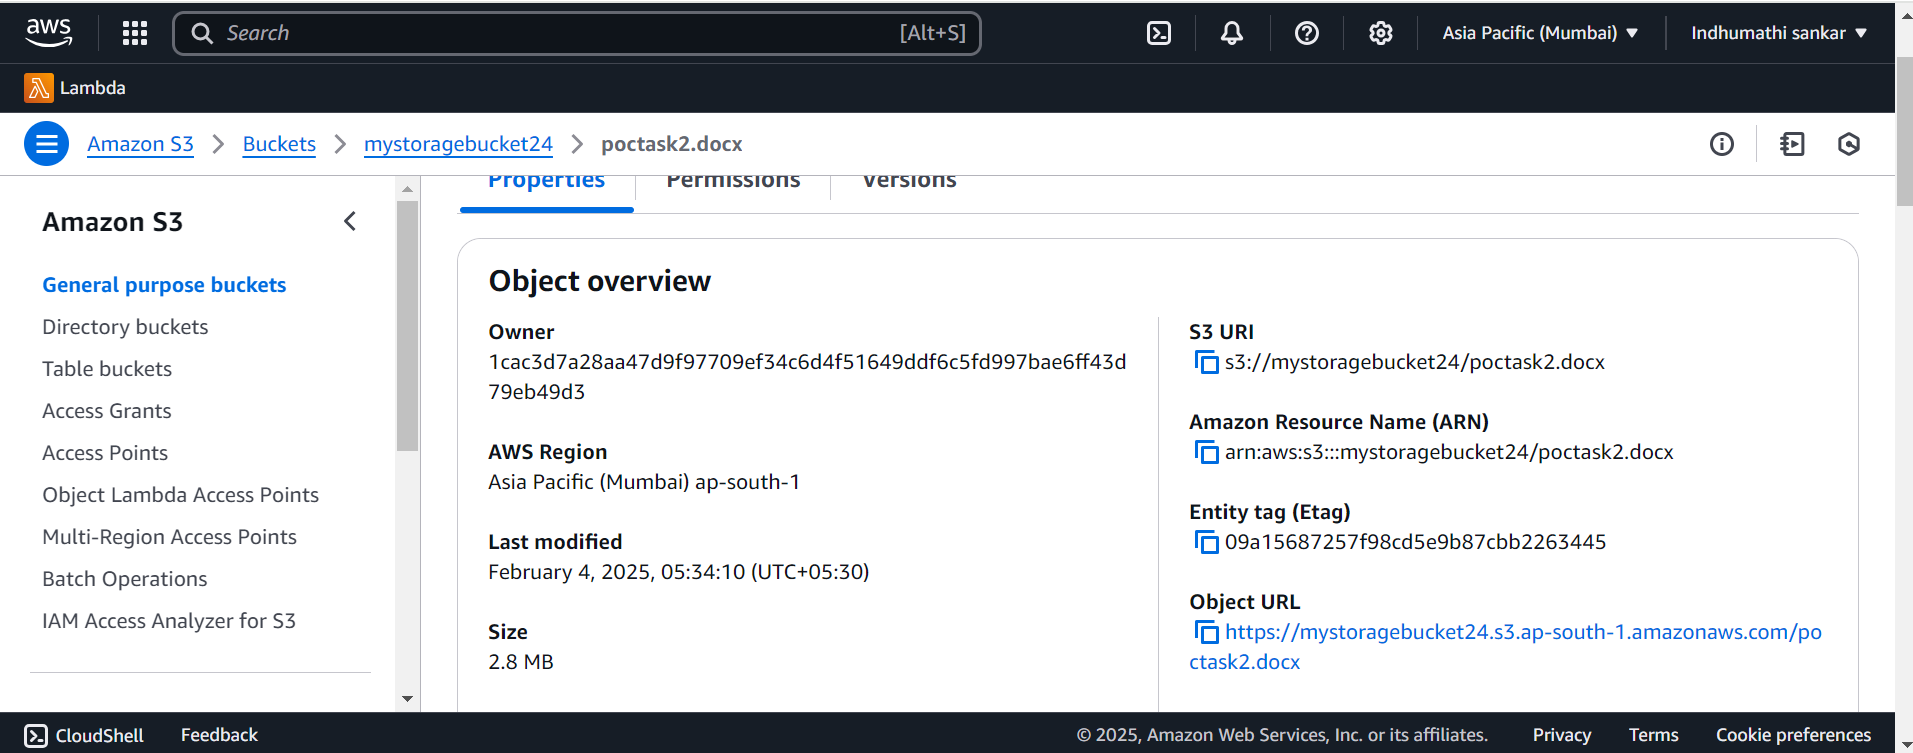 aws
Search [Alt+S]
Asia Pacific (Mumbai) Indhumathi sankar
Lambda
Amazon S3 Buckets mystoragebucket24 poctask2.docx
Properties Permissions Versions
Amazon S3
General purpose buckets
Directory buckets
Table buckets
Access Grants
Access Points
Object Lambda Access Points
Multi-Region Access Points
Batch Operations
IAM Access Analyzer for S3
Object overview
Owner
1cac3d7a28aa47d9f97709ef34c6d4f51649ddf6c5fd997bae6ff43d
79eb49d3
AWS Region
Asia Pacific (Mumbai) ap-south-1
Last modified
February 4, 2025, 05:34:10 (UTC+05:30)
Size
2.8 MB
S3 URI
s3://mystoragebucket24/poctask2.docx
Amazon Resource Name (ARN)
arn:aws:s3:::mystoragebucket24/poctask2.docx
Entity tag (Etag)
09a15687257f98cd5e9b87cbb2263445
Object URL
https://mystoragebucket24.s3.ap-south-1.amazonaws.com/po
ctask2.docx
CloudShell Feedback © 2025, Amazon Web Services, Inc. or its affiliates. Privacy Terms Cookie preferences